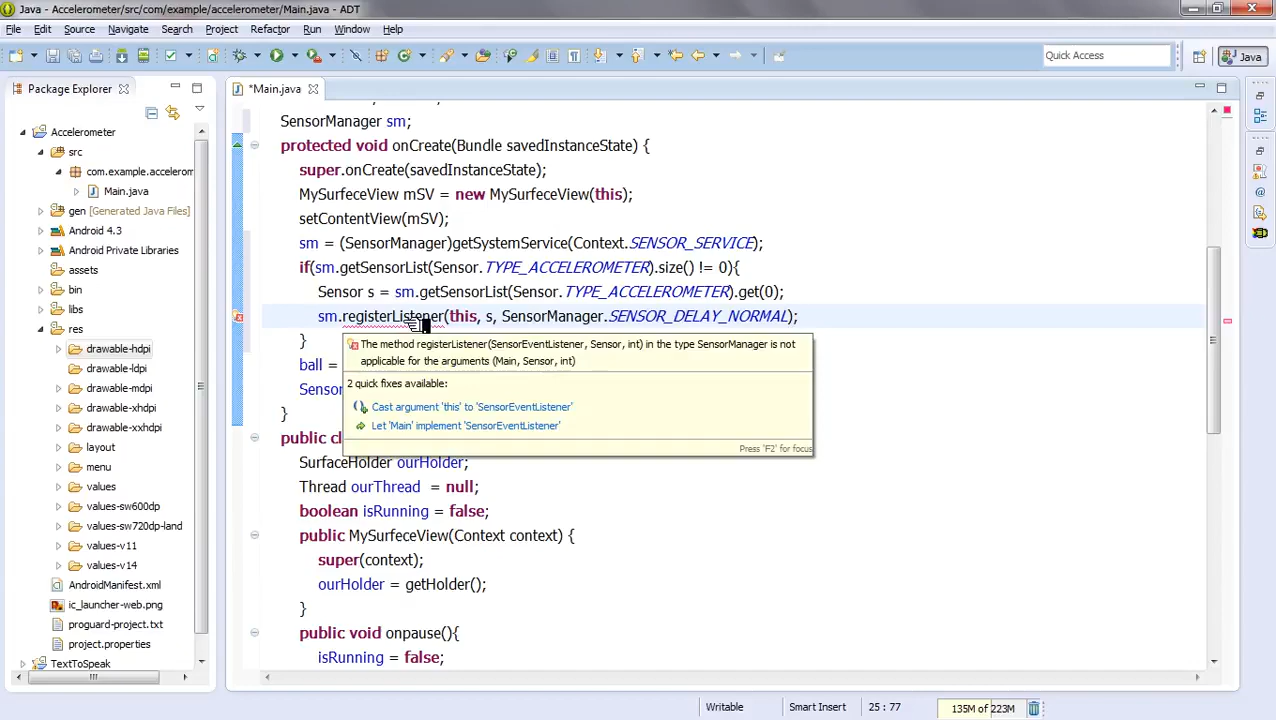 Java - Accelerometer/src/com/example/accelerometer/Main.java - ADT
File Edit Source Navigate Search Project Refactor Run Window Help
Quick Access
Java
Package Explorer
*Main.java
Accelerometer
src
com.example.accelerom
Main.java
gen [Generated Java Files]
Android 4.3
Android Private Libraries
assets
bin
libs
res
drawable-hdpi
drawable-ldpi
drawable-mdpi
drawable-xhdpi
drawable-xxhdpi
layout
menu
values
values-sw600dp
values-sw720dp-land
values-v11
values-v14
AndroidManifest.xml
ic_launcher-web.png
proguard-project.txt
project.properties
TextToSpeak
SensorManager sm;
protected void onCreate(Bundle savedInstanceState) {
super.onCreate(savedInstanceState);
MySurfeceView mSV = new MySurfeceView(this);
setContentView(mSV);
sm = (SensorManager)getSystemService(Context.SENSOR_SERVICE);
if(sm.getSensorList(Sensor.TYPE_ACCELEROMETER).size() != 0){
Sensor s = sm.getSensorList(Sensor.TYPE_ACCELEROMETER).get(0);
sm.registerListener(this, s, SensorManager.SENSOR_DELAY_NORMAL);
}
ball =
Sensor
}
public cl
The method registerListener(SensorEventListener, Sensor, int) in the type SensorManager is not
applicable for the arguments (Main, Sensor, int)
2 quick fixes available:
Cast argument 'this' to 'SensorEventListener'
Let 'Main' implement 'SensorEventListener'
Press 'F2' for focus
SurfaceHolder ourHolder;
Thread ourThread = null;
boolean isRunning = false;
public MySurfeceView(Context context) {
super(context);
ourHolder = getHolder();
}
public void onpause(){
isRunning = false;
Writable
Smart Insert
25 : 77
135M of 223M